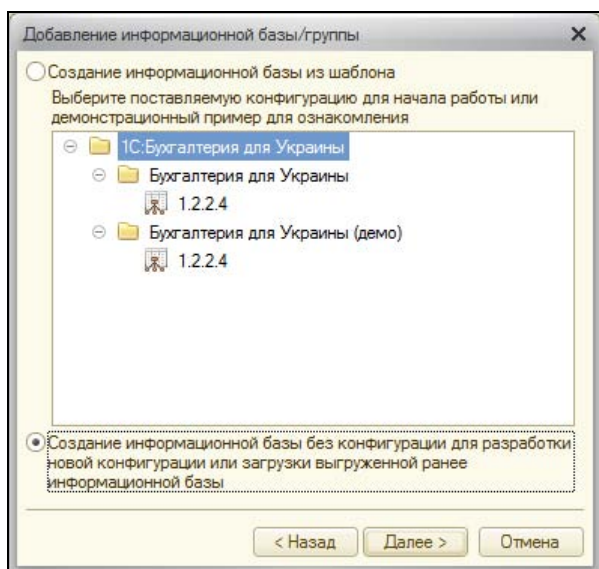 Добавление информационной базы/группы
Создание информационной базы из шаблона
Выберите поставляемую конфигурацию для начала работы или
демонстрационный пример для ознакомления
1С:Бухгалтерия для Украины
Бухгалтерия для Украины
1.2.2.4
Бухгалтерия для Украины (демо)
1.2.2.4
Создание информационной базы без конфигурации для разработки
новой конфигурации или загрузки выгруженной ранее
информационной базы
< Назад Далее > Отмена